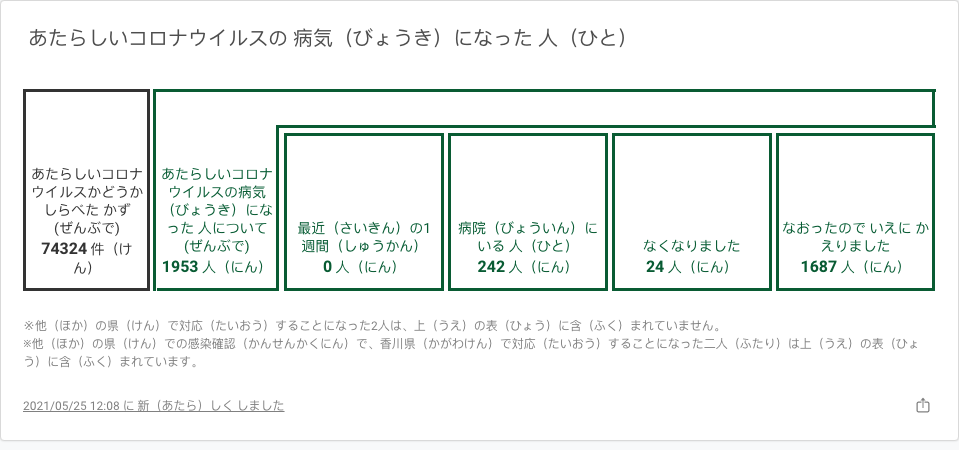 あたらしいコロナウイルスの 病気（びょうき）になった 人（ひと）
あたらしいコロナ
ウイルスかどうか
しらべた かず
(ぜんぶで)
74324 件（け
ん）
あたらしいコロナ
ウイルスの病気
（びょうき）にな
った 人について
(ぜんぶで)
1953 人（にん）
最近（さいきん）の1
週間（しゅうかん）
0 人（にん）
病院（びょういん）に
いる 人（ひと）
242 人（にん）
なくなりました
24 人（にん）
なおったので いえに か
えりました
1687 人（にん）
※他（ほか）の県（けん）で対応（たいおう）することになった2人は、上（うえ）の表（ひょう）に含（ふく）まれていません。
※他（ほか）の県（けん）での感染確認（かんせんかくにん）で、香川県（かがわけん）で対応（たいおう）することになった二人（ふたり）は上（うえ）の表（ひょ
う）に含（ふく）まれています。
2021/05/25 12:08 に 新（あたら）しく しました